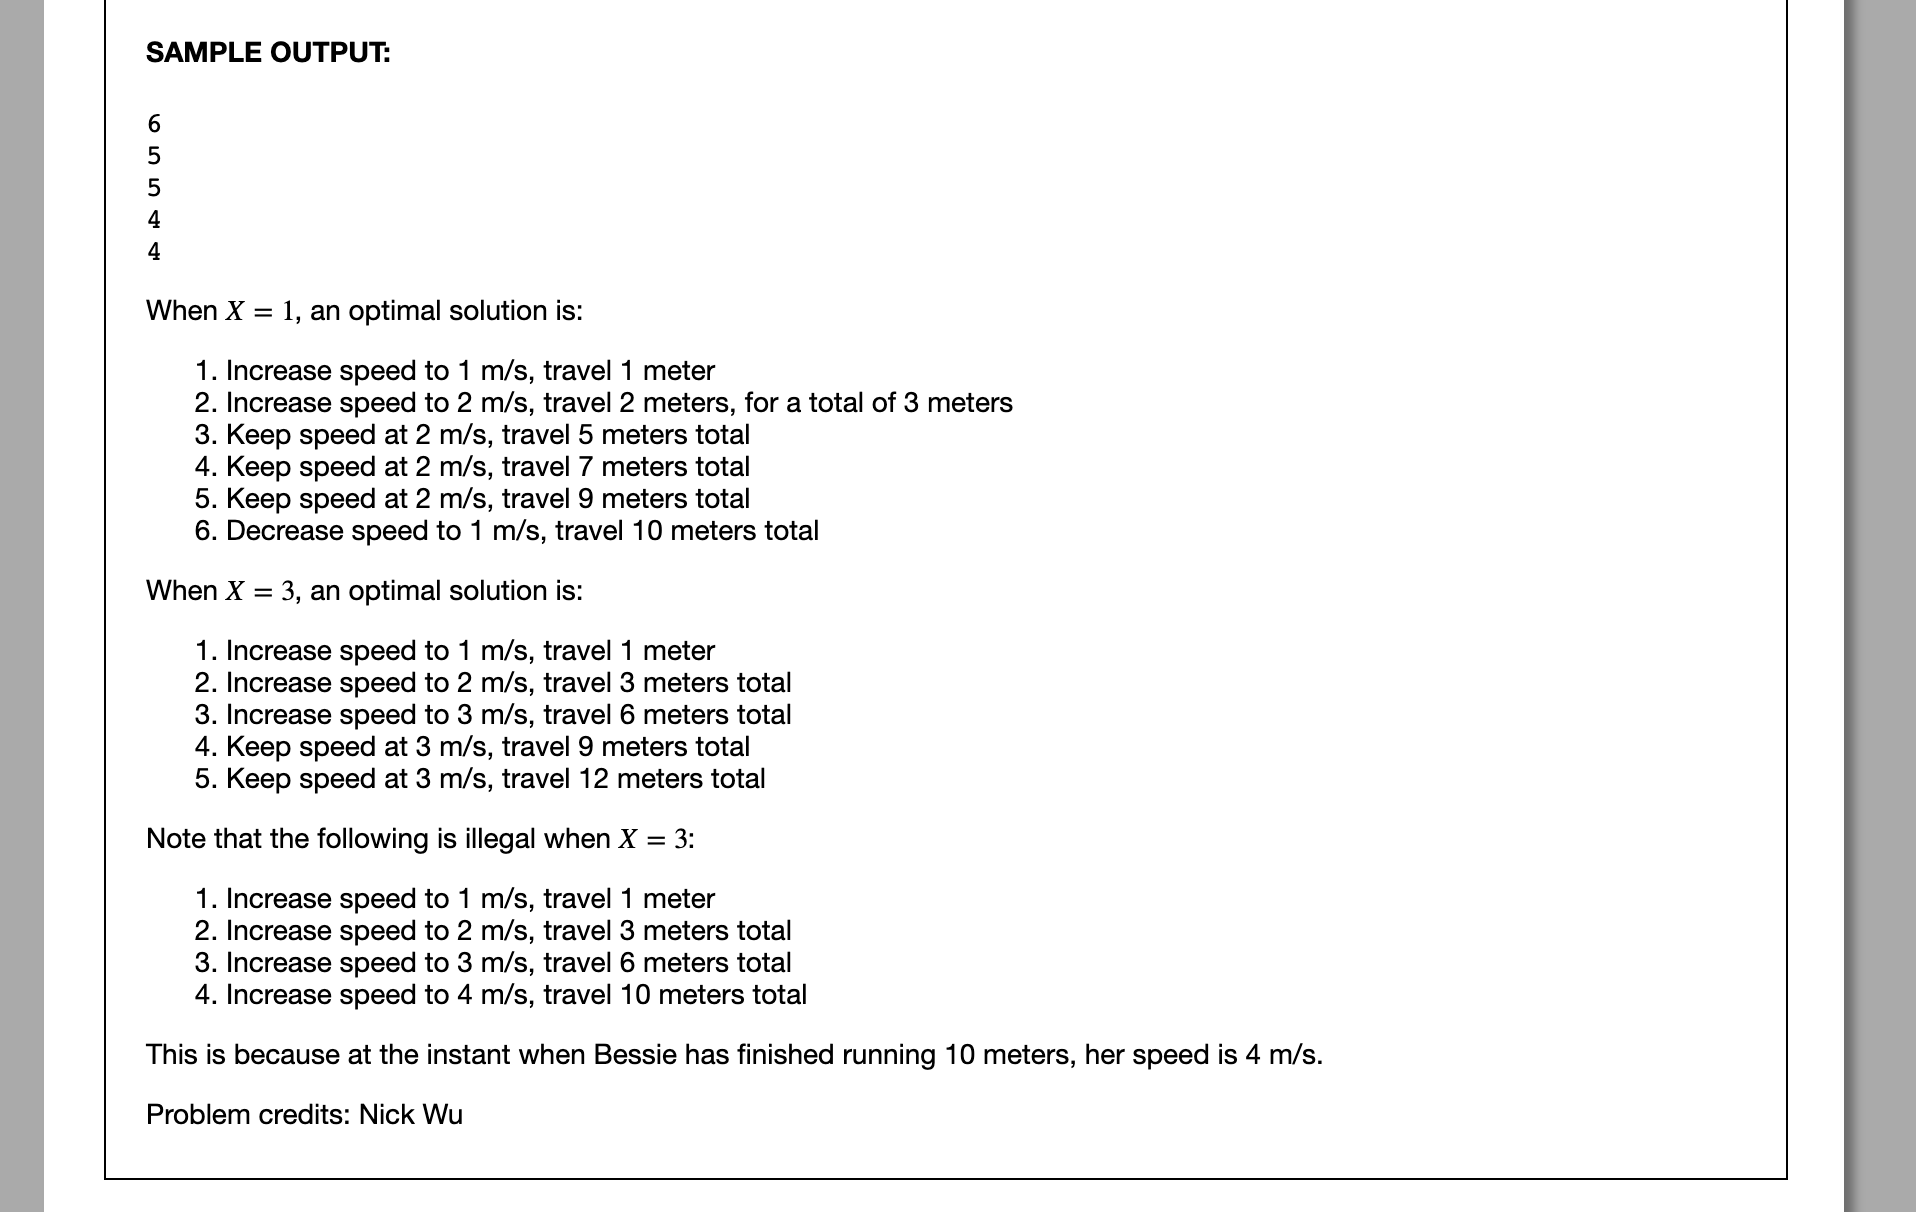 SAMPLE OUTPUT:
6
5
5
4
4
When X = 1, an optimal solution is:
1. Increase speed to 1 m/s, travel 1 meter
2. Increase speed to 2 m/s, travel 2 meters, for a total of 3 meters
3. Keep speed at 2 m/s, travel 5 meters total
4. Keep speed at 2 m/s, travel 7 meters total
5. Keep speed at 2 m/s, travel 9 meters total
6. Decrease speed to 1 m/s, travel 10 meters total
When X = 3, an optimal solution is:
1. Increase speed to 1 m/s, travel 1 meter
2. Increase speed to 2 m/s, travel 3 meters total
3. Increase speed to 3 m/s, travel 6 meters total
4. Keep speed at 3 m/s, travel 9 meters total
5. Keep speed at 3 m/s, travel 12 meters total
Note that the following is illegal when X = 3:
1. Increase speed to 1 m/s, travel 1 meter
2. Increase speed to 2 m/s, travel 3 meters total
3. Increase speed to 3 m/s, travel 6 meters total
4. Increase speed to 4 m/s, travel 10 meters total
This is because at the instant when Bessie has finished running 10 meters, her speed is 4 m/s.
Problem credits: Nick Wu